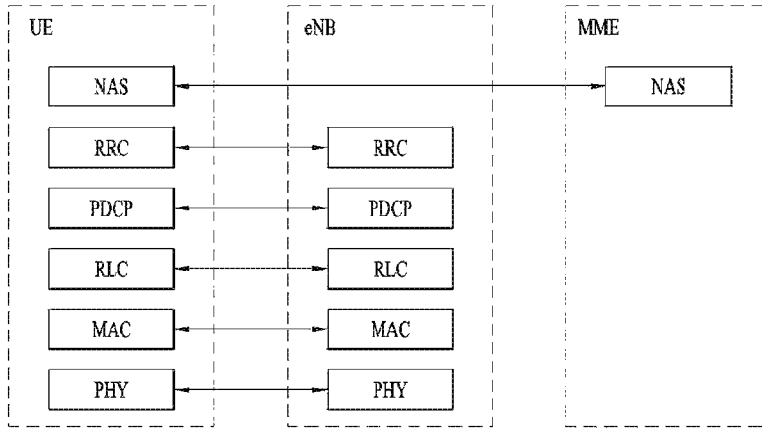 UE eNB MME
NAS NAS
RRC RRC
PDCP PDCP
RLC RLC
MAC MAC
PHY PHY